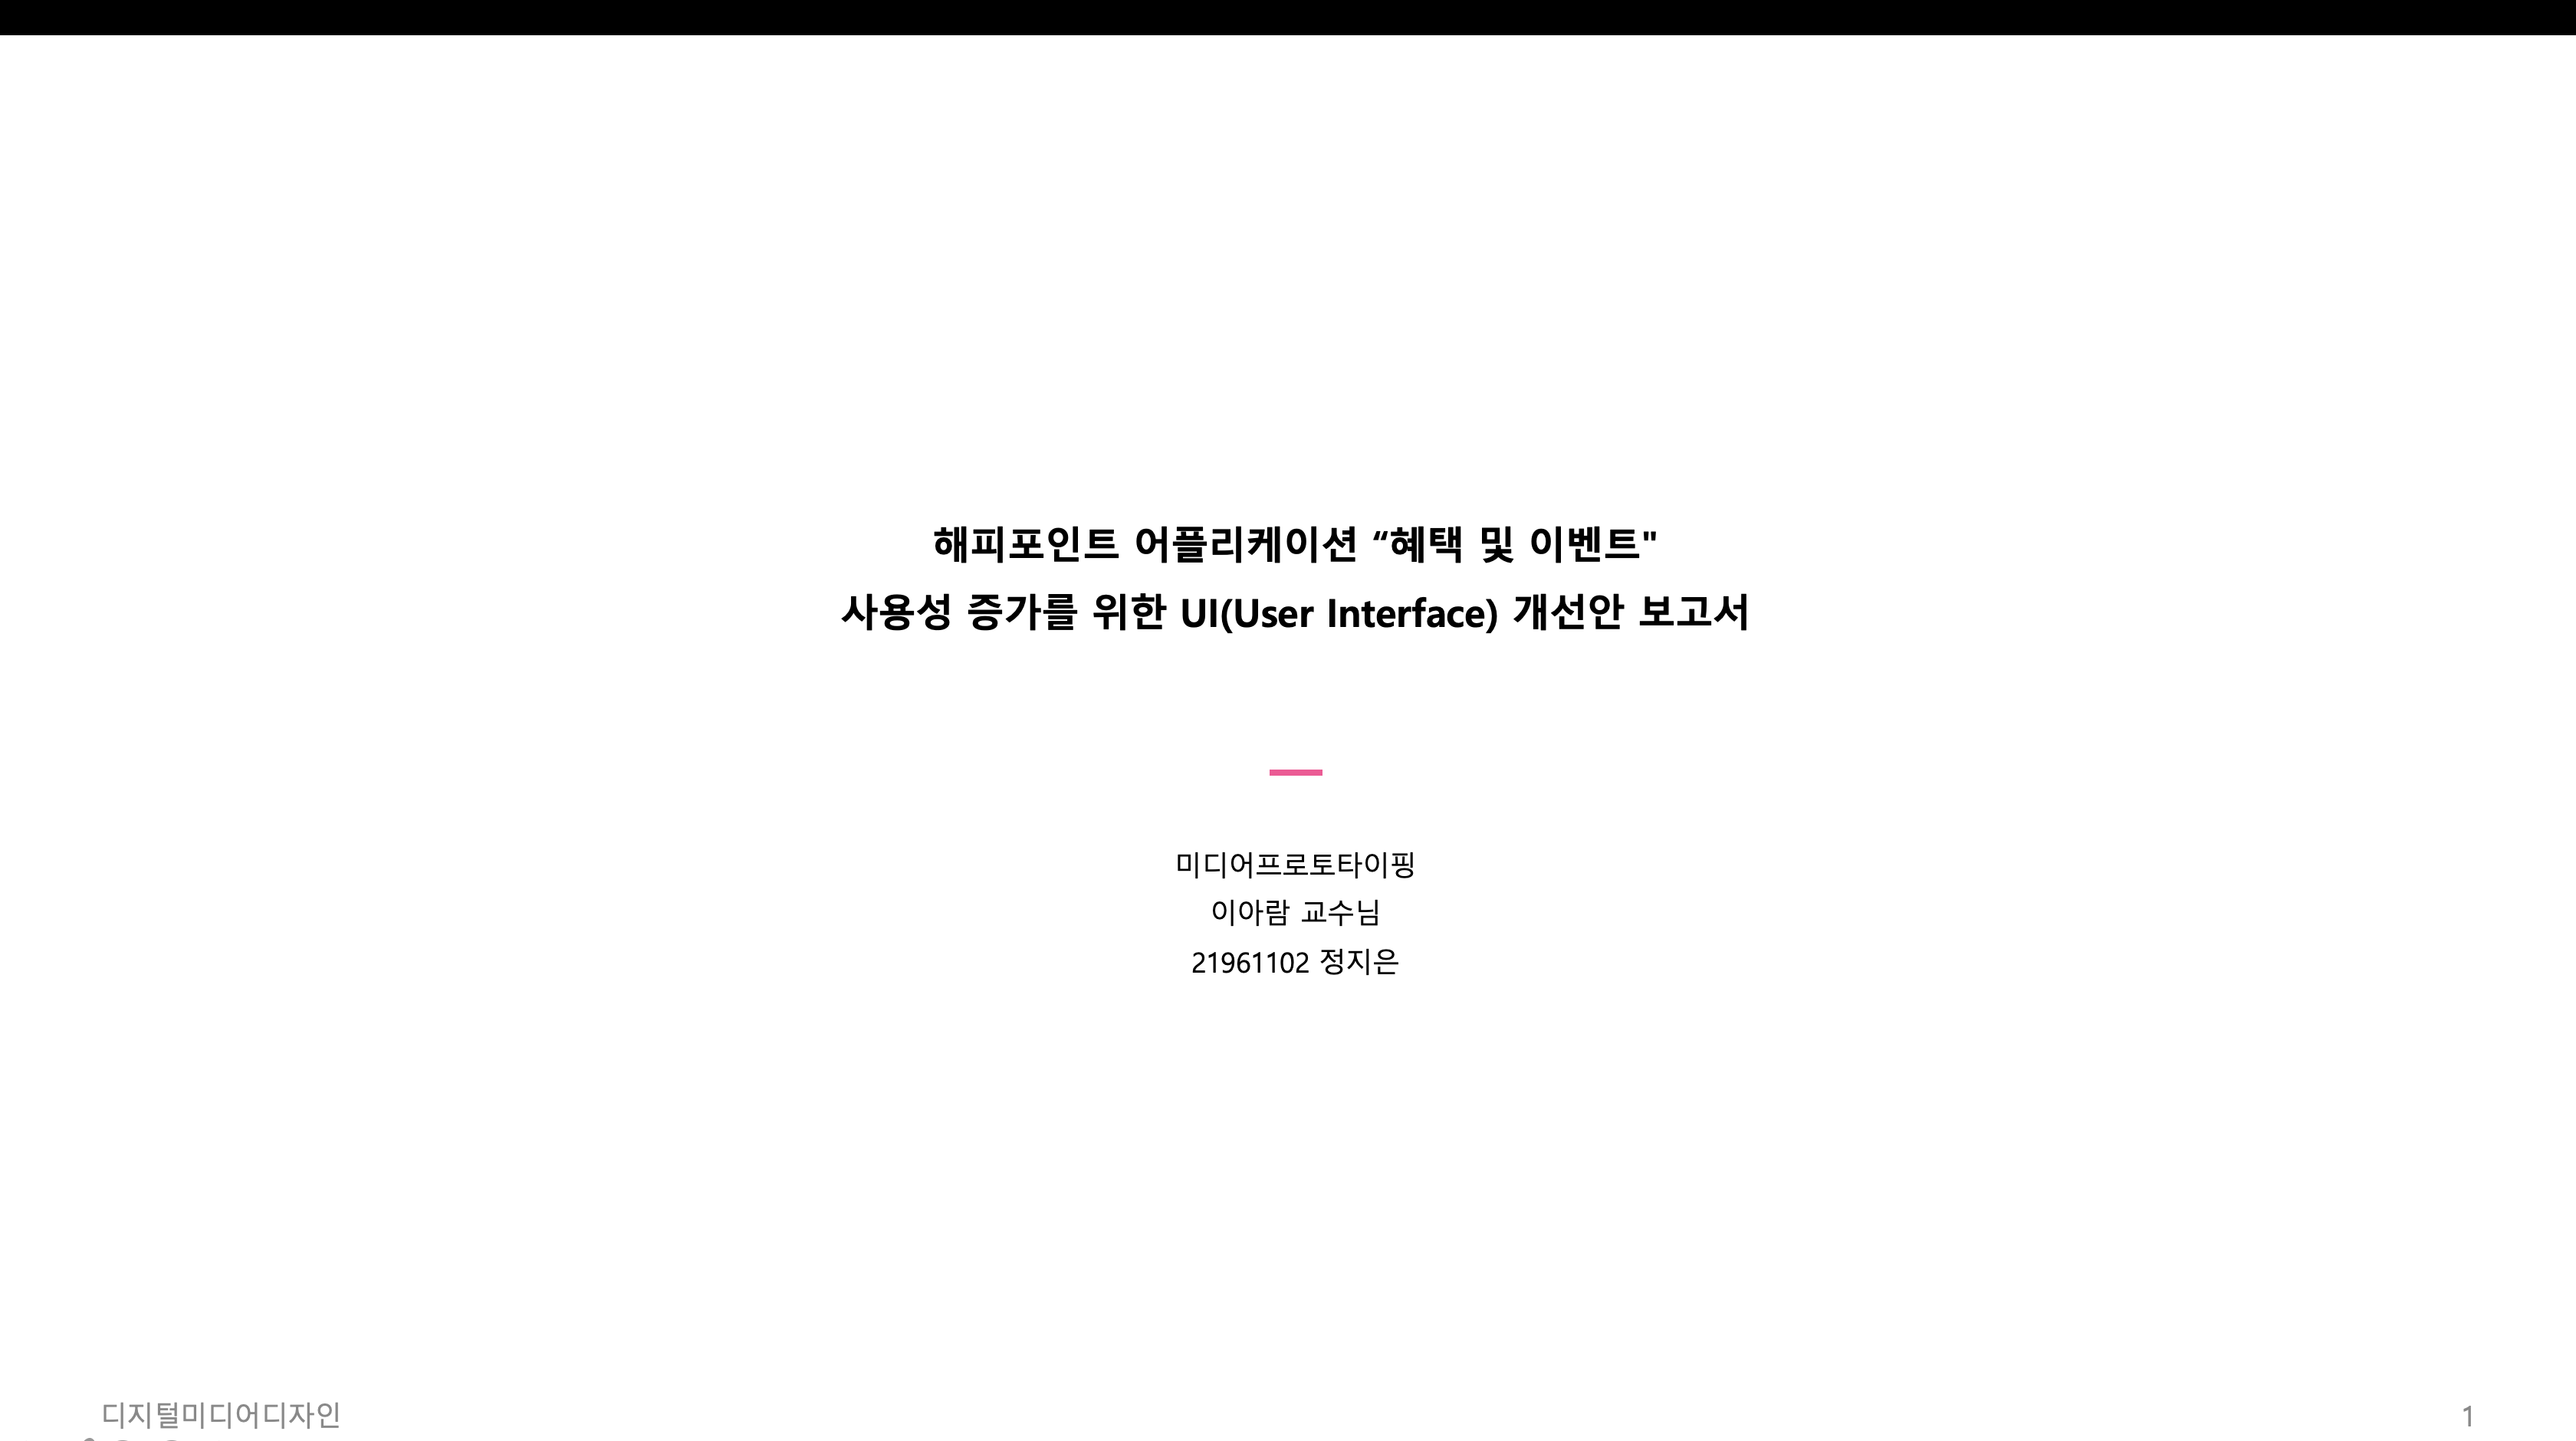 해피포인트 어플리케이션 “혜택 및 이벤트"
사용성 증가를 위한 UI(User Interface) 개선안 보고서
미디어프로토타이핑
이아람 교수님
21961102 정지은
디지털미디어디자인
1